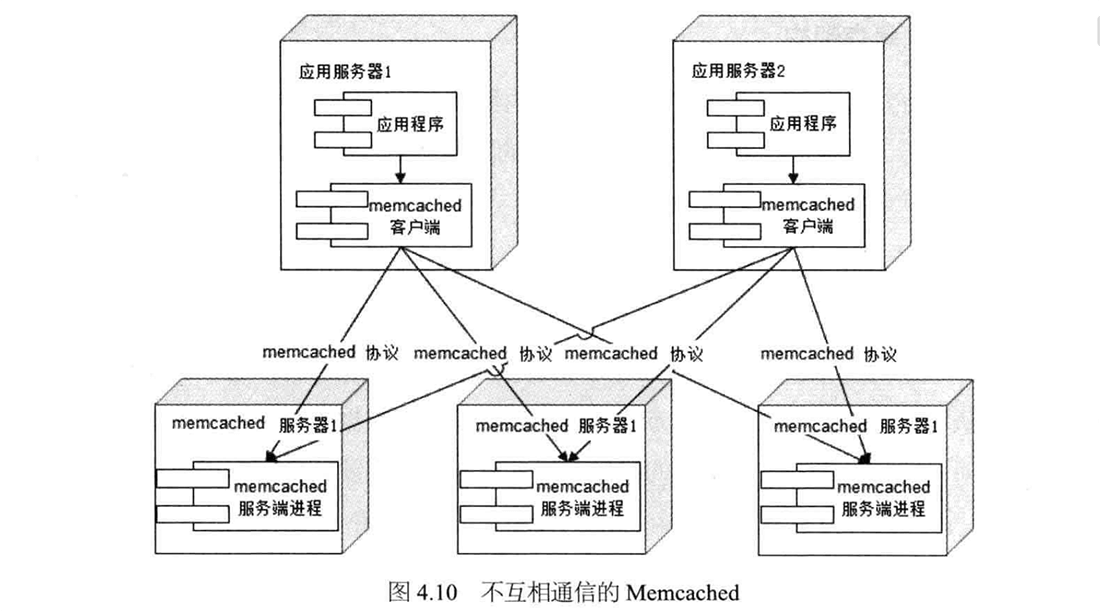 应用服务器1
应用服务器2
应用程序
应用程序
memcached
客户端
memcached
客户端
memcached 协议
memcached 协议
memcached 协议
memcached 协议
memcached 服务器1
memcached 服务器1
memcached 服务器1
memcached
服务端进程
memcached
服务端进程
memcached
服务端进程
图 4.10 不互相通信的 Memcached